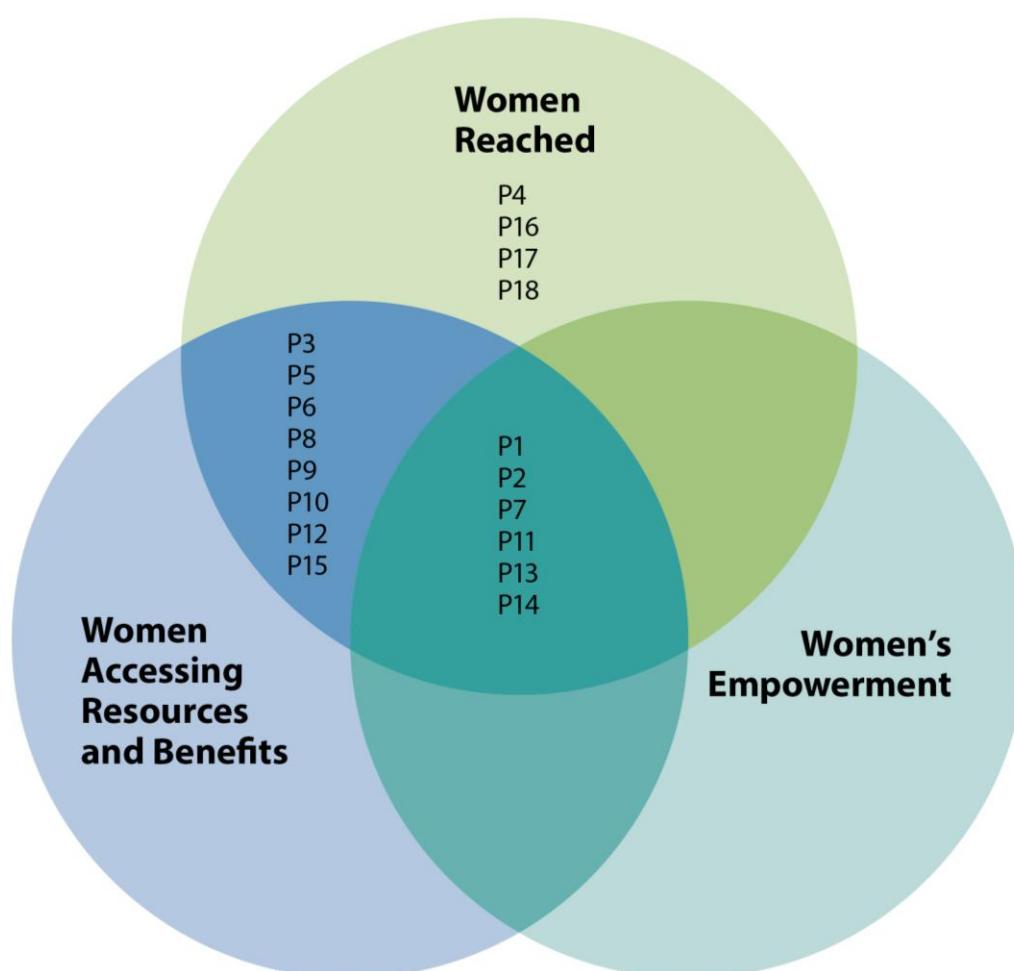 Women
Reached
P4
P16
P17
P18
P3
P5
P6
P8
P9
P10
P12
P15
P1
P2
P7
P11
P13
P14
Women
Accessing
Resources
and Benefits
Women’s
Empowerment